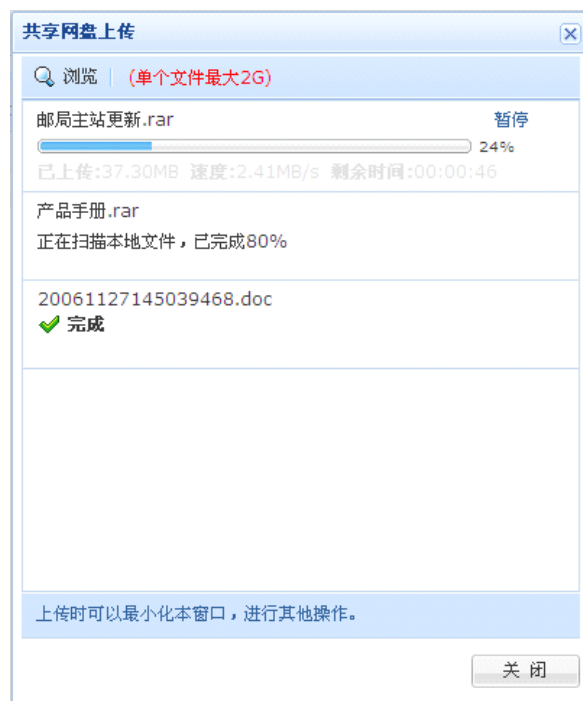 共享网盘上传
浏览 (单个文件最大2G)
邮局主站更新.rar 暂停
24%
已上传:37.30MB 速度:2.41MB/s 剩余时间:00:00:46
产品手册.rar
正在扫描本地文件，已完成80%
20061127145039468.doc
完成
上传时可以最小化本窗口，进行其他操作。
关 闭